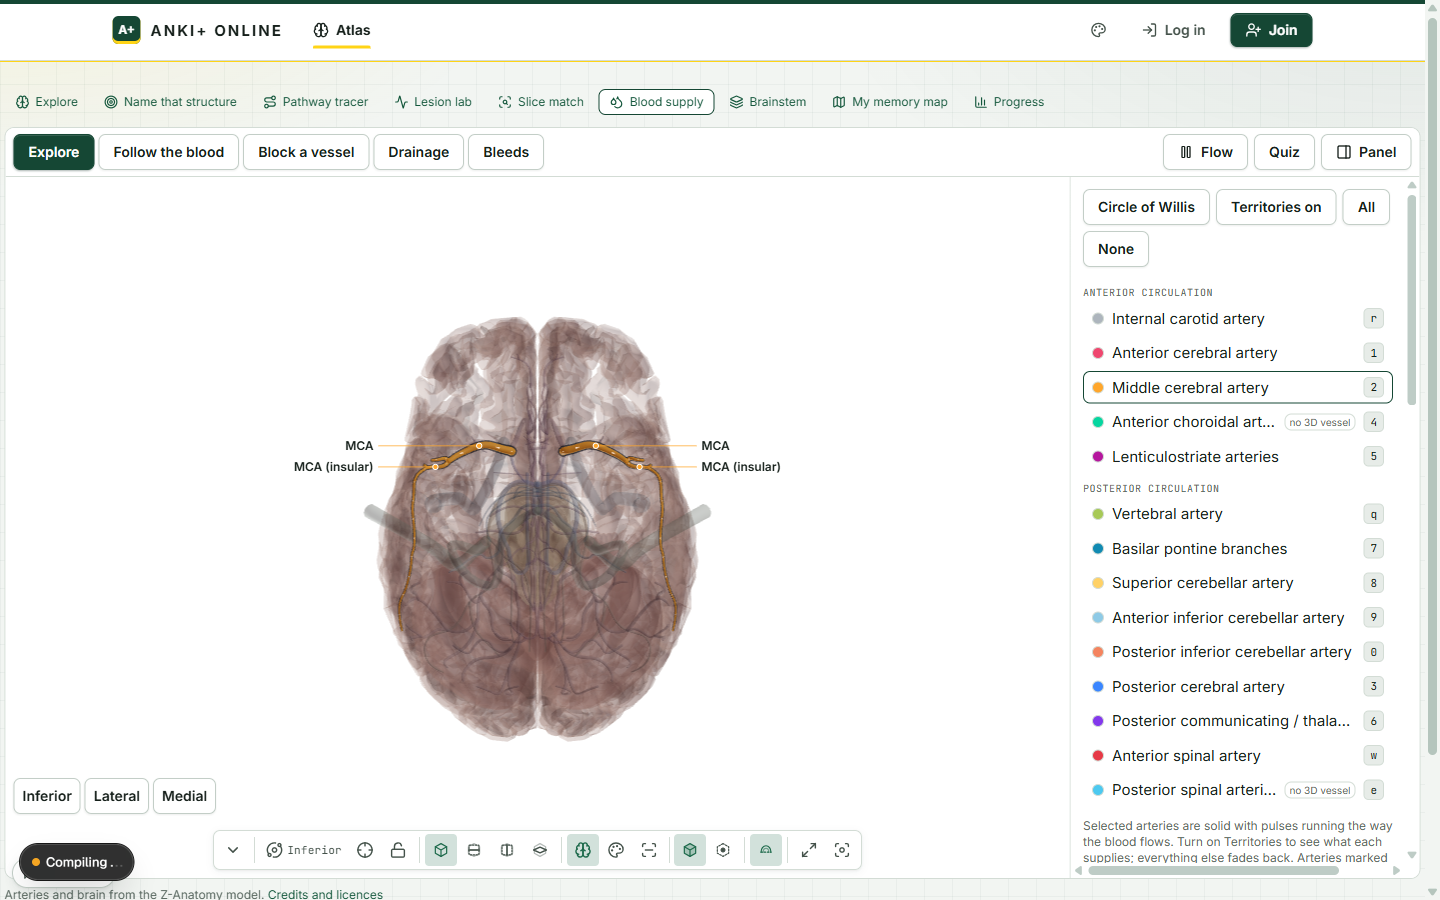 A+ ANKI+ ONLINE Atlas Log in Join
Explore Name that structure Pathway tracer Lesion lab Slice match Blood supply Brainstem My memory map Progress
Explore Follow the blood Block a vessel Drainage Bleeds Flow Quiz Panel
Circle of Willis Territories on All
None
ANTERIOR CIRCULATION
Internal carotid artery r
Anterior cerebral artery 1
Middle cerebral artery 2
Anterior choroidal art... no 3D vessel 4
Lenticulostriate arteries 5
POSTERIOR CIRCULATION
Vertebral artery q
Basilar pontine branches 7
Superior cerebellar artery 8
Anterior inferior cerebellar artery 9
Posterior inferior cerebellar artery 0
Posterior cerebral artery 3
Posterior communicating / thala... 6
Anterior spinal artery w
Posterior spinal arteri... no 3D vessel e
Selected arteries are solid with pulses running the way
the blood flows. Turn on Territories to see what each
supplies; everything else fades back. Arteries marked
MCA MCA
MCA (insular) MCA (insular)
Inferior Lateral Medial
Inferior
Compiling ...
Arteries and brain from the Z-Anatomy model. Credits and licences